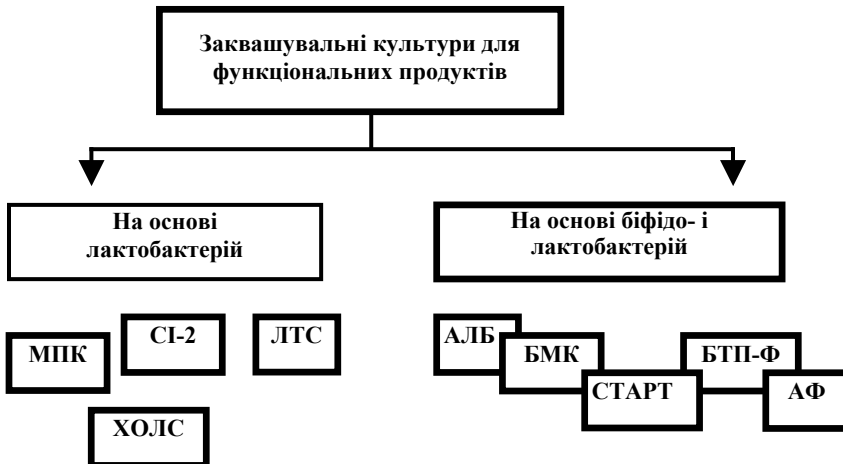 Заквашувальні культури для
функціональних продуктів
На основі
лактобактерій
На основі біфідо- і
лактобактерій
МПК
СІ-2
ЛТС
ХОЛС
АЛБ
БМК
СТАРТ
БТП-Ф
АФ